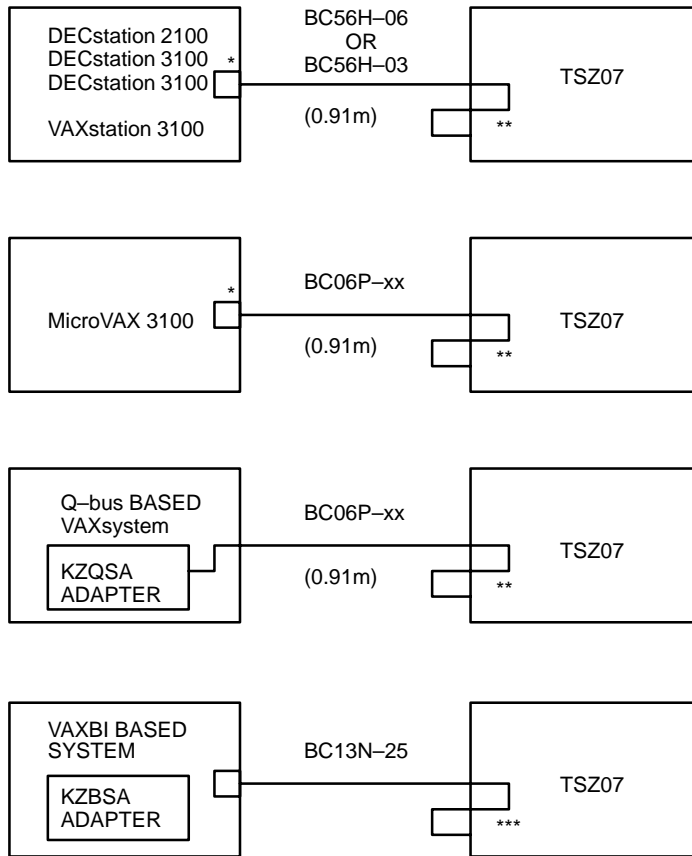 DECstation 2100
DECstation 3100 *
DECstation 3100
VAXstation 3100
BC56H–06
OR
BC56H–03
(0.91m)
TSZ07
**
*
MicroVAX 3100
BC06P–xx
(0.91m)
TSZ07
**
Q–bus BASED
VAXsystem
KZQSA
ADAPTER
BC06P–xx
(0.91m)
TSZ07
**
VAXBI BASED
SYSTEM
KZBSA
ADAPTER
BC13N–25
TSZ07
***